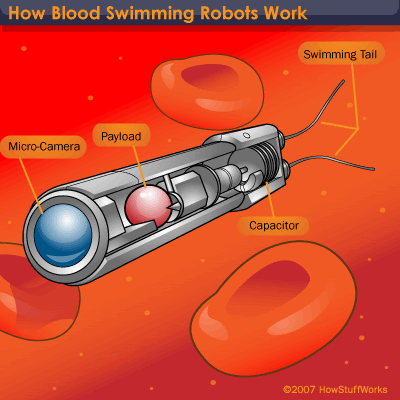 How Blood Swimming Robots Work
Swimming Tail
Payload
Micro-Camera
Capacitor
©2007 HowStuffWorks